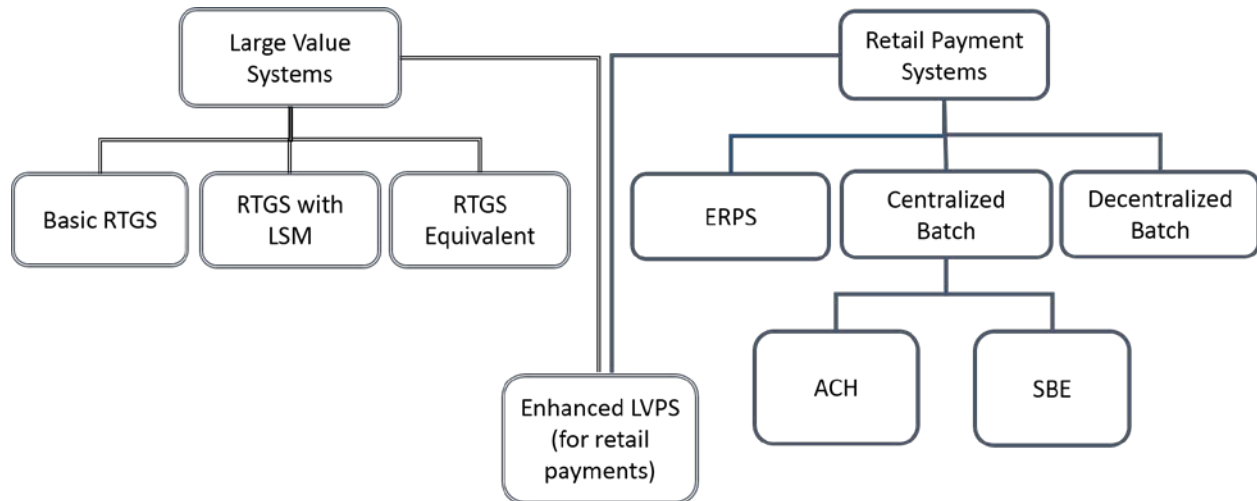 Large Value
Systems
Retail Payment
Systems
Basic RTGS
RTGS with
LSM
RTGS
Equivalent
ERPS
Centralized
Batch
Decentralized
Batch
ACH
SBE
Enhanced LVPS
(for retail
payments)